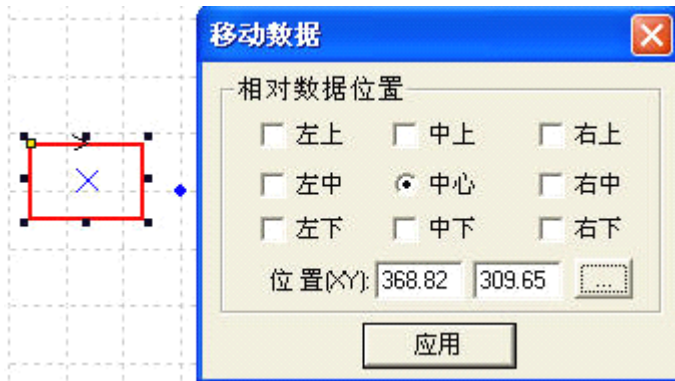 移动数据
相对数据位置
左上 中上 右上
左中 中心 右中
左下 中下 右下
位置(XY): 368.82 309.65 ...
应用